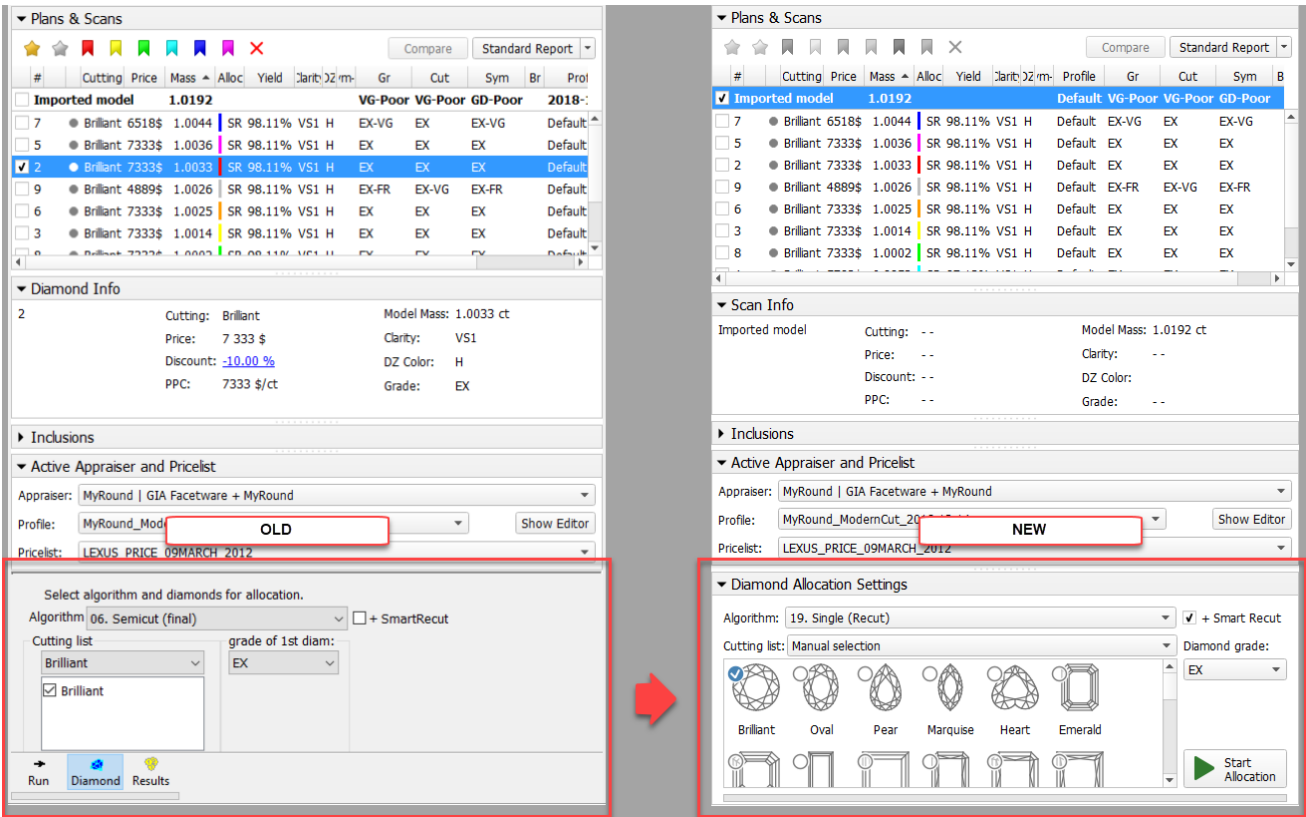 Plans & Scans
Compare Standard Report
# Cutting Price Mass Alloc Yield Gr Cut Sym Br
Imported model 1.0192 VG-Poor VG-Poor GD-Poor
7 Brilliant 6518$ 1.0044 SR 98.11% VS1 H EX-VG EX EX-VG Default
5 Brilliant 7333$ 1.0036 SR 98.11% VS1 H EX EX EX Default
2 Brilliant 7333$ 1.0033 SR 98.11% VS1 H EX EX EX Default
9 Brilliant 4889$ 1.0026 SR 98.11% VS1 H EX-FR EX-VG EX-FR Default
6 Brilliant 7333$ 1.0025 SR 98.11% VS1 H EX EX EX Default
3 Brilliant 7333$ 1.0014 SR 98.11% VS1 H EX EX EX Default
Diamond Info
2 Cutting: Brilliant Model Mass: 1.0033 ct
Price: 7 333 $ Clarity: VS1
Discount: -10.00 % DZ Color: H
PPC: 7333 $/ct Grade: EX
Inclusions
Active Appraiser and Pricelist
Appraiser: MyRound | GIA Facetware + MyRound
Profile: Show Editor
OLD
Pricelist: LEXUS_PRICE_09MARCH_2012
Select algorithm and diamonds for allocation.
Algorithm 06. Semicut (final) + SmartRecut
Cutting list grade of 1st diam:
Brilliant EX
Brilliant
Run Diamond Results
Plans & Scans
Compare Standard Report
# Cutting Price Mass Alloc Yield Profile Gr Cut Sym B
Imported model 1.0192 Default VG-Poor VG-Poor GD-Poor
7 Brilliant 6518$ 1.0044 SR 98.11% VS1 H Default EX-VG EX EX-VG
5 Brilliant 7333$ 1.0036 SR 98.11% VS1 H Default EX EX EX
2 Brilliant 7333$ 1.0033 SR 98.11% VS1 H Default EX EX EX
9 Brilliant 4889$ 1.0026 SR 98.11% VS1 H Default EX-FR EX-VG EX-FR
6 Brilliant 7333$ 1.0025 SR 98.11% VS1 H Default EX EX EX
3 Brilliant 7333$ 1.0014 SR 98.11% VS1 H Default EX EX EX
8 Brilliant 7333$ 1.0002 SR 98.11% VS1 H Default EX EX EX
Scan Info
Imported model Cutting: - - Model Mass: 1.0192 ct
Price: - - Clarity: - -
Discount: - - DZ Color:
PPC: - - Grade: - -
Inclusions
Active Appraiser and Pricelist
Appraiser: MyRound | GIA Facetware + MyRound
Profile: Show Editor
NEW
Pricelist: LEXUS_PRICE_09MARCH_2012
Diamond Allocation Settings
Algorithm: 19. Single (Recut) + Smart Recut
Cutting list: Manual selection Diamond grade:
EX
Brilliant Oval Pear Marquise Heart Emerald
Start
Allocation